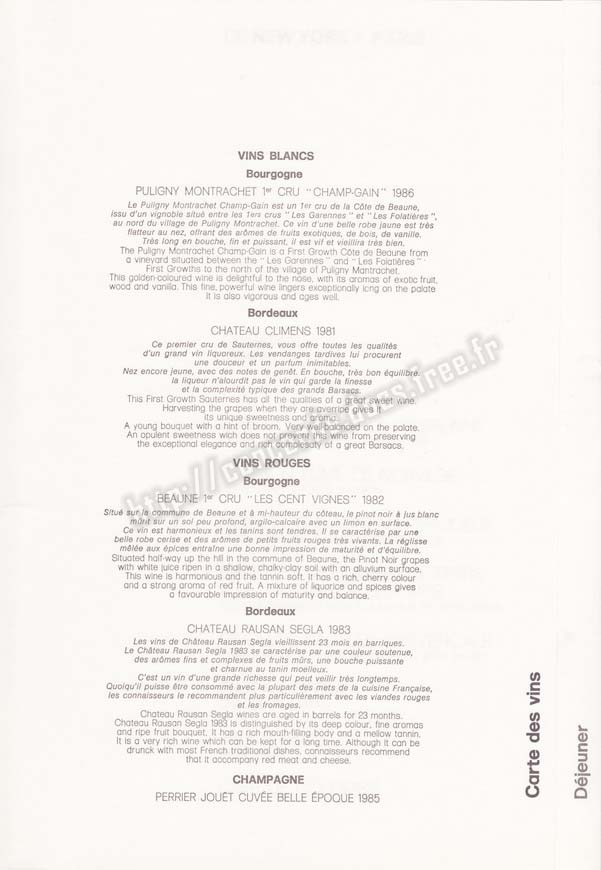 VINS BLANCS
Bourgogne
PULIGNY MONTRACHET 1er CRU "CHAMP-GAIN" 1986
Le Puligny Montrachet Champ-Gain est un 1er cru de la Côte de Beaune,
issu d'un vignoble situé entre les 1ers crus "Les Garennes" et "Les Folatières",
au nord du village de Puligny Montrachet. Ce vin d'une belle robe jaune est très
flatteur au nez, offrant des arômes de fruits exotiques, de bois, de vanille.
Très long en bouche, fin et puissant, il est vif et vieillira très bien.
The Puligny Montrachet Champ-Gain is a First Growth Côte de Beaune from
a vineyard situated between the "Les Garennes" and "Les Folatières"
First Growths to the north of the village of Puligny Mantrachet.
This golden-coloured wine is delightful to the nose, with its aromas of exotic fruit,
wood and vanilla. This fine, powerful wine lingers exceptionally long on the palate
It is also vigorous and ages well.
Bordeaux
CHATEAU CLIMENS 1981
Ce premier cru de Sauternes, vous offre toutes les qualités
d'un grand vin liquoreux. Les vendanges tardives lui procurent
une douceur et un parfum inimitables.
Nez encore jeune, avec des notes de genêt. En bouche, très bon équilibre.
la liqueur n'alourdit pas le vin qui garde la finesse
et la complexité typique des grands Barsacs.
This First Growth Sauternes has all the qualities of a great sweet wine.
Harvesting the grapes when they are overripe gives it
its unique sweetness and aroma.
A young bouquet with a hint of broom. Very well-balanced on the palate.
An opulent sweetness wich does not prevent this wine from preserving
the exceptional elegance and rich complexity of a great Barsacs.
VINS ROUGES
Bourgogne
BEAUNE 1er CRU "LES CENT VIGNES" 1982
Situé sur la commune de Beaune et à mi-hauteur du côteau, le pinot noir à jus blanc
mûrit sur un sol peu profond, argilo-calcaire avec un limon en surface.
Ce vin est harmonieux et les tanins sont tendres. Il se caractérise par une
belle robe cerise et des arômes de petits fruits rouges très vivants. La réglisse
mêlée aux épices entraîne une bonne impression de maturité et d'équilibre.
Situated half-way up the hill in the commune of Beaune, the Pinot Noir grapes
with white juice ripen in a shallow, chalky-clay soil with an alluvium surface.
This wine is harmonious and the tannin soft. It has a rich, cherry colour
and a strong aroma of red fruit. A mixture of liquorice and spices gives
a favourable impression of maturity and balance.
Bordeaux
CHATEAU RAUSAN SEGLA 1983
Les vins de Château Rausan Segla vieillissent 23 mois en barriques.
Le Château Rausan Segla 1983 se caractérise par une couleur soutenue,
des arômes fins et complexes de fruits mûrs, une bouche puissante
et charnue au tanin moelleux.
C'est un vin d'une grande richesse qui peut veillir très longtemps.
Quoiqu'il puisse être consommé avec la plupart des mets de la cuisine Française,
les connaisseurs le recommandent plus particulièrement avec les viandes rouges
et les fromages.
Chateau Rausan Segla wines are aged in barrels for 23 months.
Chateau Rausan Segla 1983 is distinguished by its deep colour, fine aromas
and ripe fruit bouquet. It has a rich mouth-filling body and a mellow tannin.
It is a very rich wine which can be kept for a long time. Although it can be
drunck with most French traditional dishes, connaisseurs recommend
that it accompany red meat and cheese.
CHAMPAGNE
PERRIER JOUËT CUVÉE BELLE ÉPOQUE 1985
Carte des vins
Déjeuner